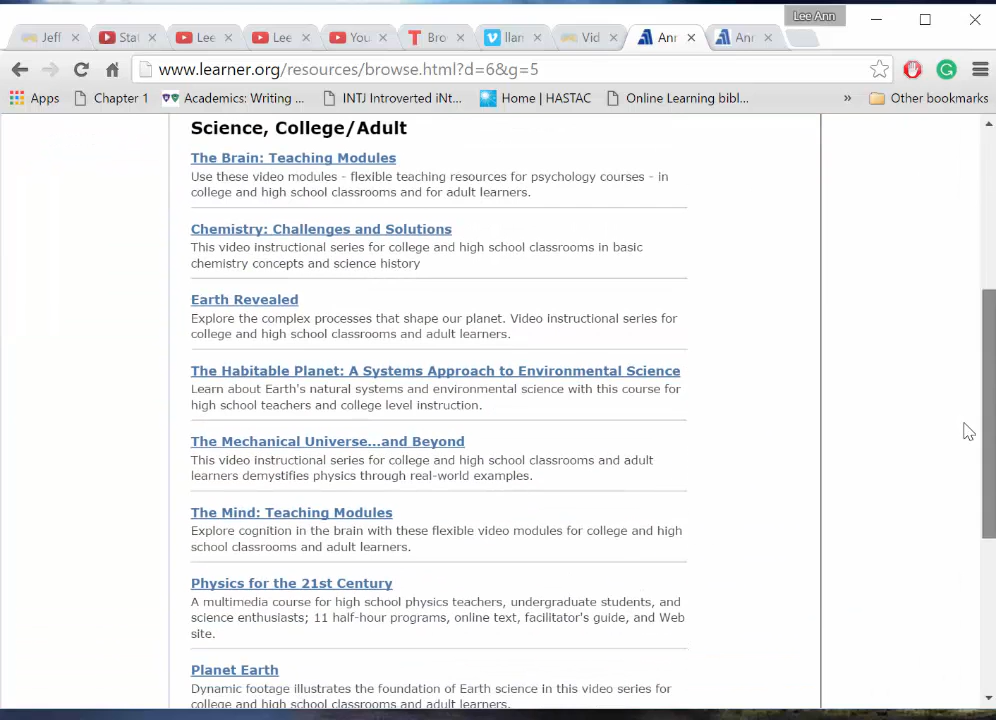 Lee Ann
Jeff
Stat
Lee
Lee
You
Bro
Ilan
Vid
Ann
Ann
www.learner.org/resources/browse.html?d=6&g=5
Apps
Chapter 1
Academics: Writing ...
INTJ Introverted iNt...
Home | HASTAC
Online Learning bibl...
»
Other bookmarks
Science, College/Adult
The Brain: Teaching Modules
Use these video modules - flexible teaching resources for psychology courses - in
college and high school classrooms and for adult learners.
Chemistry: Challenges and Solutions
This video instructional series for college and high school classrooms in basic
chemistry concepts and science history
Earth Revealed
Explore the complex processes that shape our planet. Video instructional series for
college and high school classrooms and adult learners.
The Habitable Planet: A Systems Approach to Environmental Science
Learn about Earth's natural systems and environmental science with this course for
high school teachers and college level instruction.
The Mechanical Universe...and Beyond
This video instructional series for college and high school classrooms and adult
learners demystifies physics through real-world examples.
The Mind: Teaching Modules
Explore cognition in the brain with these flexible video modules for college and high
school classrooms and adult learners.
Physics for the 21st Century
A multimedia course for high school physics teachers, undergraduate students, and
science enthusiasts; 11 half-hour programs, online text, facilitator's guide, and Web
site.
Planet Earth
Dynamic footage illustrates the foundation of Earth science in this video series for
college and high school classrooms and adult learners.